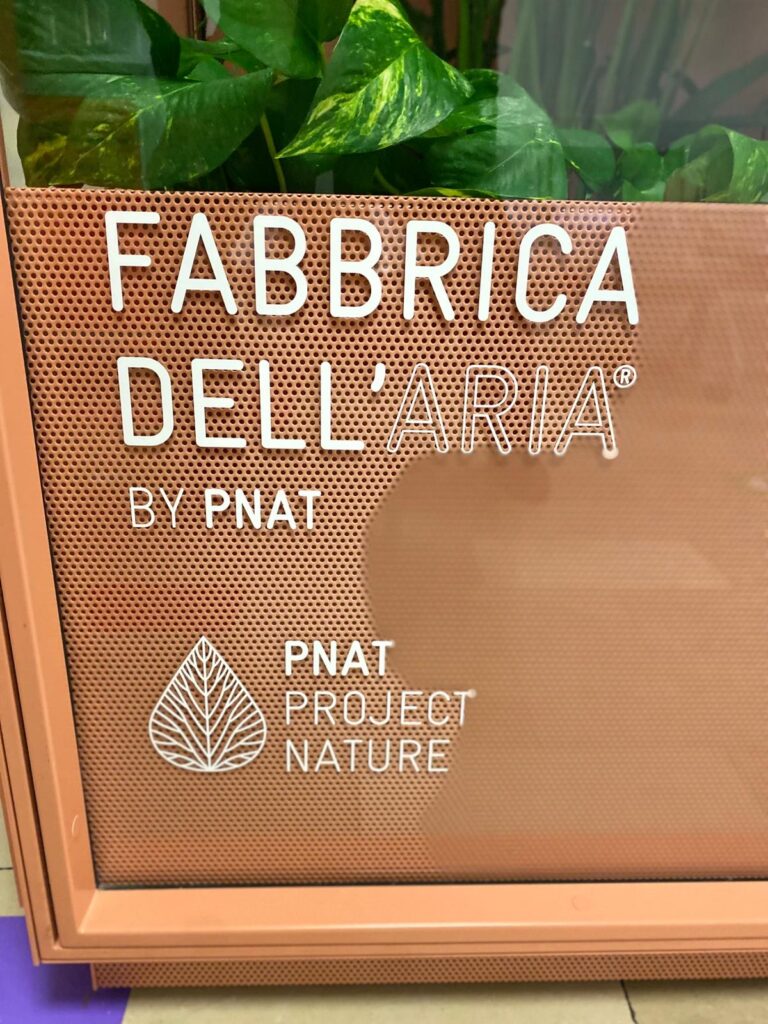 FABBRICA
DELL'ARIA®
BY PNAT
PNAT
PROJECT
NATURE